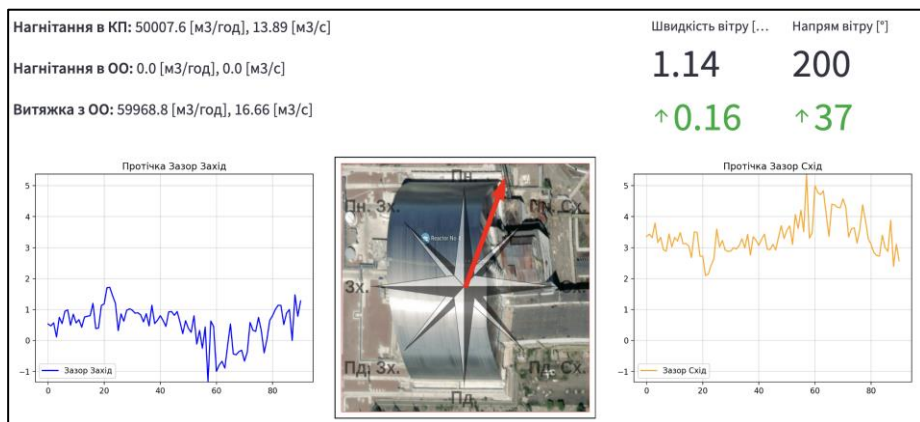 Нагнітання в КП: 50007.6 [м3/год], 13.89 [м3/с]
Нагнітання в ОО: 0.0 [м3/год], 0.0 [м3/с]
Витяжка з ОО: 59968.8 [м3/год], 16.66 [м3/с]
Швидкість вітру [...
1.14
↑ 0.16
Напрям вітру [°]
200
↑ 37
Протічка Зазор Захід
5
4
3
2
1
0
−1
0 20 40 60 80
Зазор Захід
Пн.
Пн. Зх.
Пн. Сх.
Зх.
Сх.
Пд. Зх.
Пд. Сх.
Пд.
Протічка Зазор Схід
5
4
3
2
1
0
−1
0 20 40 60 80
Зазор Схід